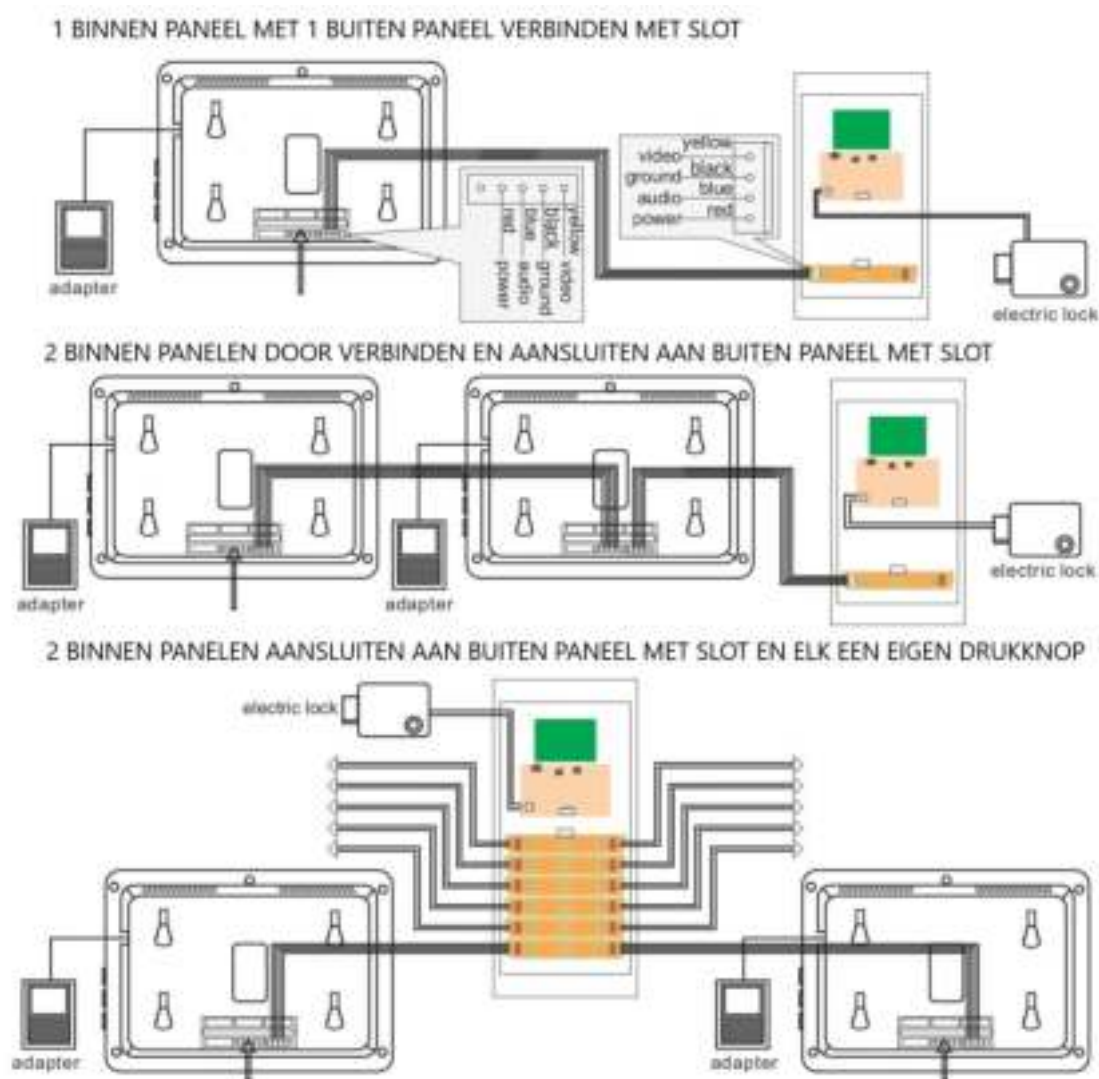 1 BINNEN PANEEL MET 1 BUITEN PANEEL VERBINDEN MET SLOT
yellow
video
black
ground
blue
audio
red
power
yellow video
black ground
blue audio
red power
adapter
electric lock
2 BINNEN PANELEN DOOR VERBINDEN EN AANSLUITEN AAN BUITEN PANEEL MET SLOT
electric lock
adapter
adapter
2 BINNEN PANELEN AANSLUITEN AAN BUITEN PANEEL MET SLOT EN ELK EEN EIGEN DRUKKNOP
electric lock
adapter
adapter